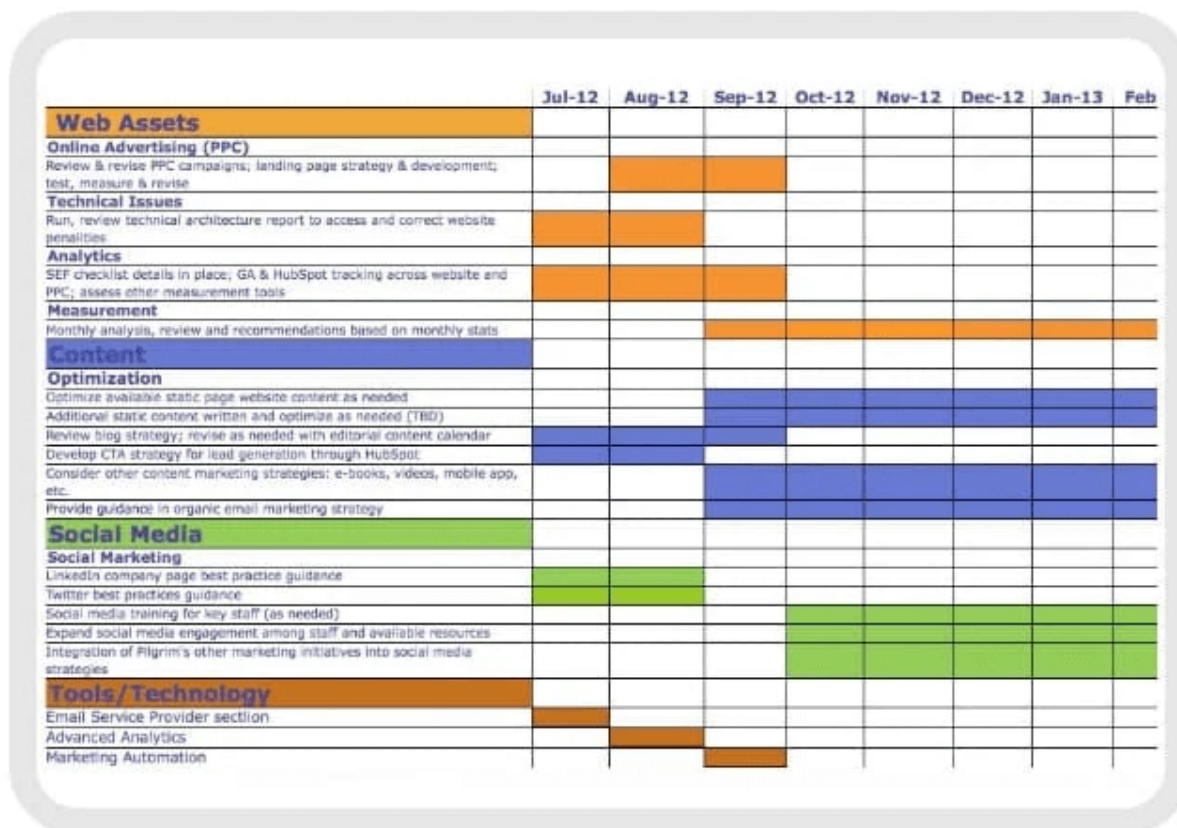 Jul-12 Aug-12 Sep-12 Oct-12 Nov-12 Dec-12 Jan-13 Feb
Web Assets
Online Advertising (PPC)
Review & revise PPC campaigns; landing page strategy & development;
test, measure & revise
Technical Issues
Run, review technical architecture report to access and correct website
penalities
Analytics
SEF checklist details in place; GA & HubSpot tracking across website and
PPC; assess other measurement tools
Measurement
Monthly analysis, review and recommendations based on monthly stats
Content
Optimization
Optimize available static page website content as needed
Additional static content written and optimize as needed (TBD)
Review blog strategy; revise as needed with editorial content calendar
Develop CTA strategy for lead generation through HubSpot
Consider other content marketing strategies: e-books, videos, mobile app,
etc.
Provide guidance in organic email marketing strategy
Social Media
Social Marketing
LinkedIn company page best practice guidance
Twitter best practices guidance
Social media training for key staff (as needed)
Expand social media engagement among staff and available resources
Integration of Pilgrim's other marketing initiatives into social media
strategies
Tools/Technology
Email Service Provider secttion
Advanced Analytics
Marketing Automation